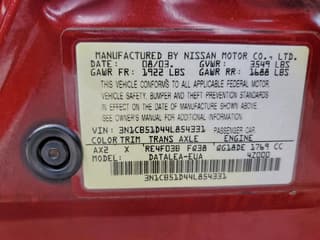 MANUFACTURED BY NISSAN MOTOR CO., LTD.
DATE: 08/03. GVWR: 3549 LBS
GAWR FR: 1922 LBS GAWR RR: 1688 LBS
THIS VEHICLE CONFORMS TO ALL APPLICABLE FEDERAL MOTOR
VEHICLE SAFETY, BUMPER AND THEFT PREVENTION STANDARDS
IN EFFECT ON THE DATE OF MANUFACTURE SHOWN ABOVE.
SEE OWNER'S MANUAL FOR ADDITIONAL INFORMATION
PASSENGER CAR
VIN: 3N1CB51D44L854331
COLOR TRIM TRANS AXLE ENGINE
AX2 X RE4F03B FQ38 QG18DE 1769 CC
MODEL: DATALEA-EUA 4Z000
3N1CB51D44L854331